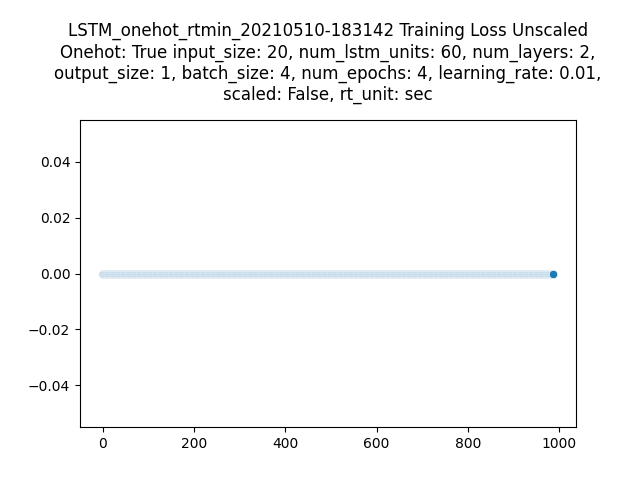 LSTM_onehot_rtmin_20210510-183142 Training Loss Unscaled
Onehot: True input_size: 20, num_lstm_units: 60, num_layers: 2,
output_size: 1, batch_size: 4, num_epochs: 4, learning_rate: 0.01,
scaled: False, rt_unit: sec
0.04
0.02
0.00
−0.02
−0.04
0 200 400 600 800 1000